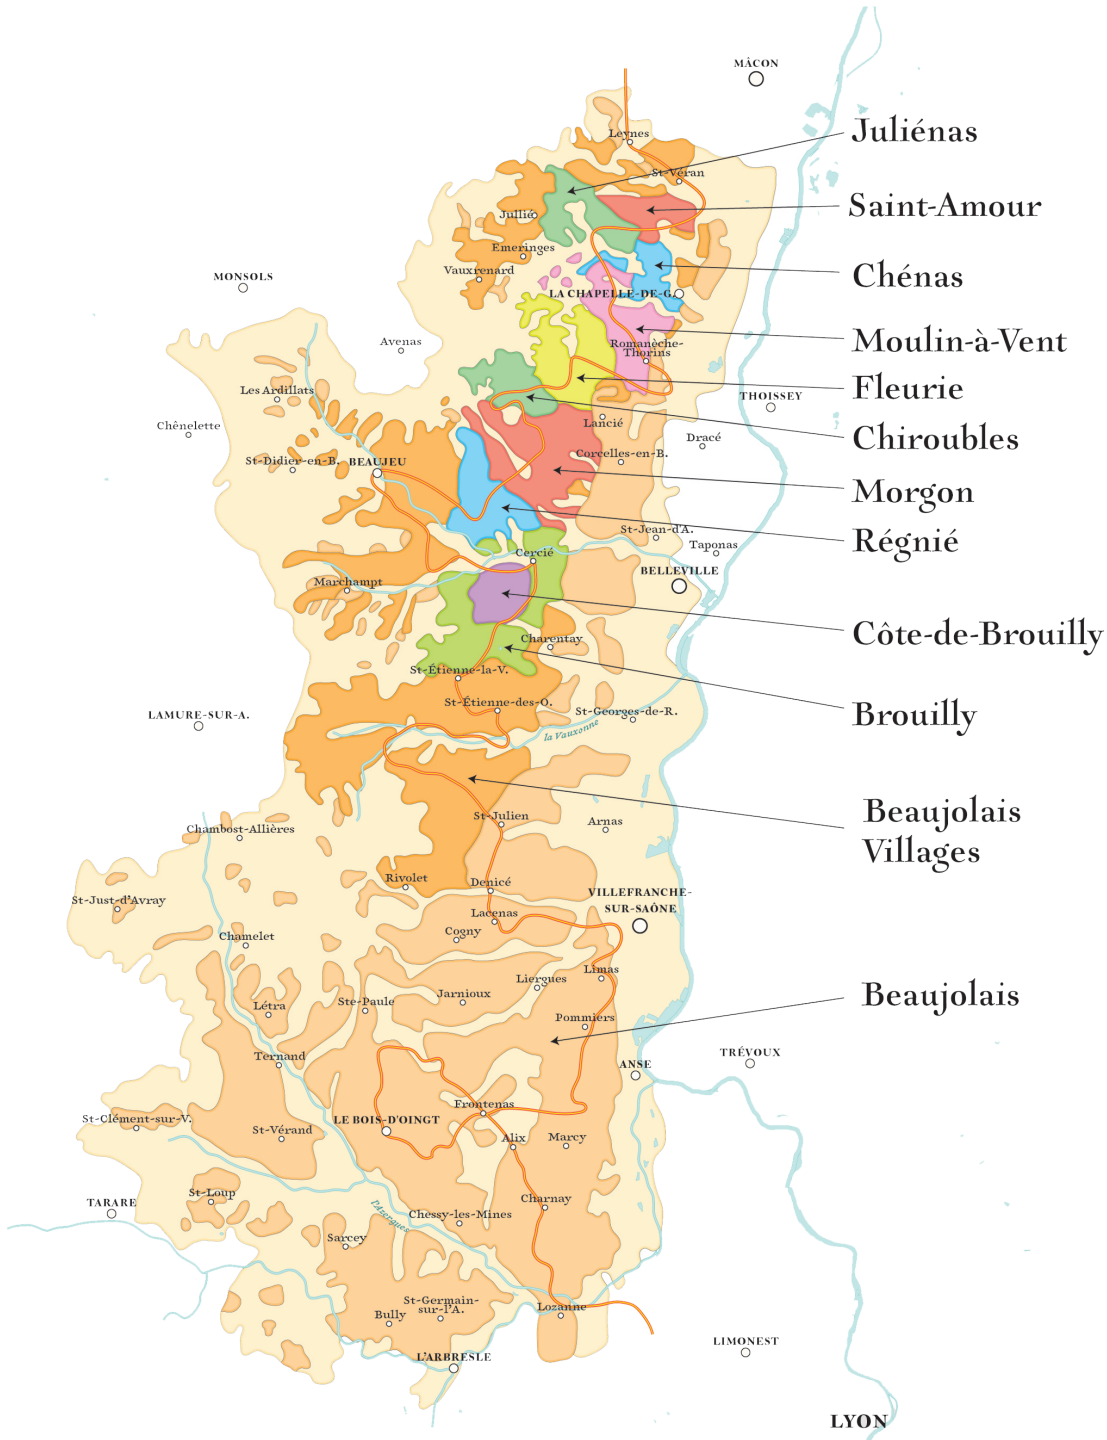 MÂCON
Leynes
Juliénas
St-Véran
Saint-Amour
Jullié
Emeringes
Vauxrenard
Chénas
MONSOLS
LA CHAPELLE-DE-G.
Moulin-à-Vent
Avenas
Romanèche-
Thorins
Fleurie
Les Ardillats
THOISSEY
Chênelette
Lancié
Dracé
Chiroubles
St-Didier-en-B.
BEAUJEU
Corcelles-en-B.
Morgon
St-Jean-d'A.
Régnié
Taponas
Cercié
BELLEVILLE
Marchampt
Côte-de-Brouilly
Charentay
St-Étienne-la-V.
St-Étienne-des-O.
St-Georges-de-R.
LAMURE-SUR-A.
Brouilly
la Vauxonne
Beaujolais
Villages
St-Julien
Arnas
Chambost-Allières
Rivolet
Denicé
VILLEFRANCHE-
SUR-SAÔNE
St-Just-d'Avray
Lacenas
Cogny
Chamelet
Limas
Liergues
Jarnioux
Beaujolais
Ste-Paule
Létra
Pommiers
Ternand
ANSE
TRÉVOUX
Frontenas
St-Clément-sur-V.
LE BOIS-D'OINGT
St-Vérand
Alix
Marcy
St-Loup
TARARE
Charnay
l'Azergues
Chessy-les-Mines
Sarcey
St-Germain-
sur-l'A.
Bully
Lozanne
LIMONEST
L'ARBRESLE
LYON